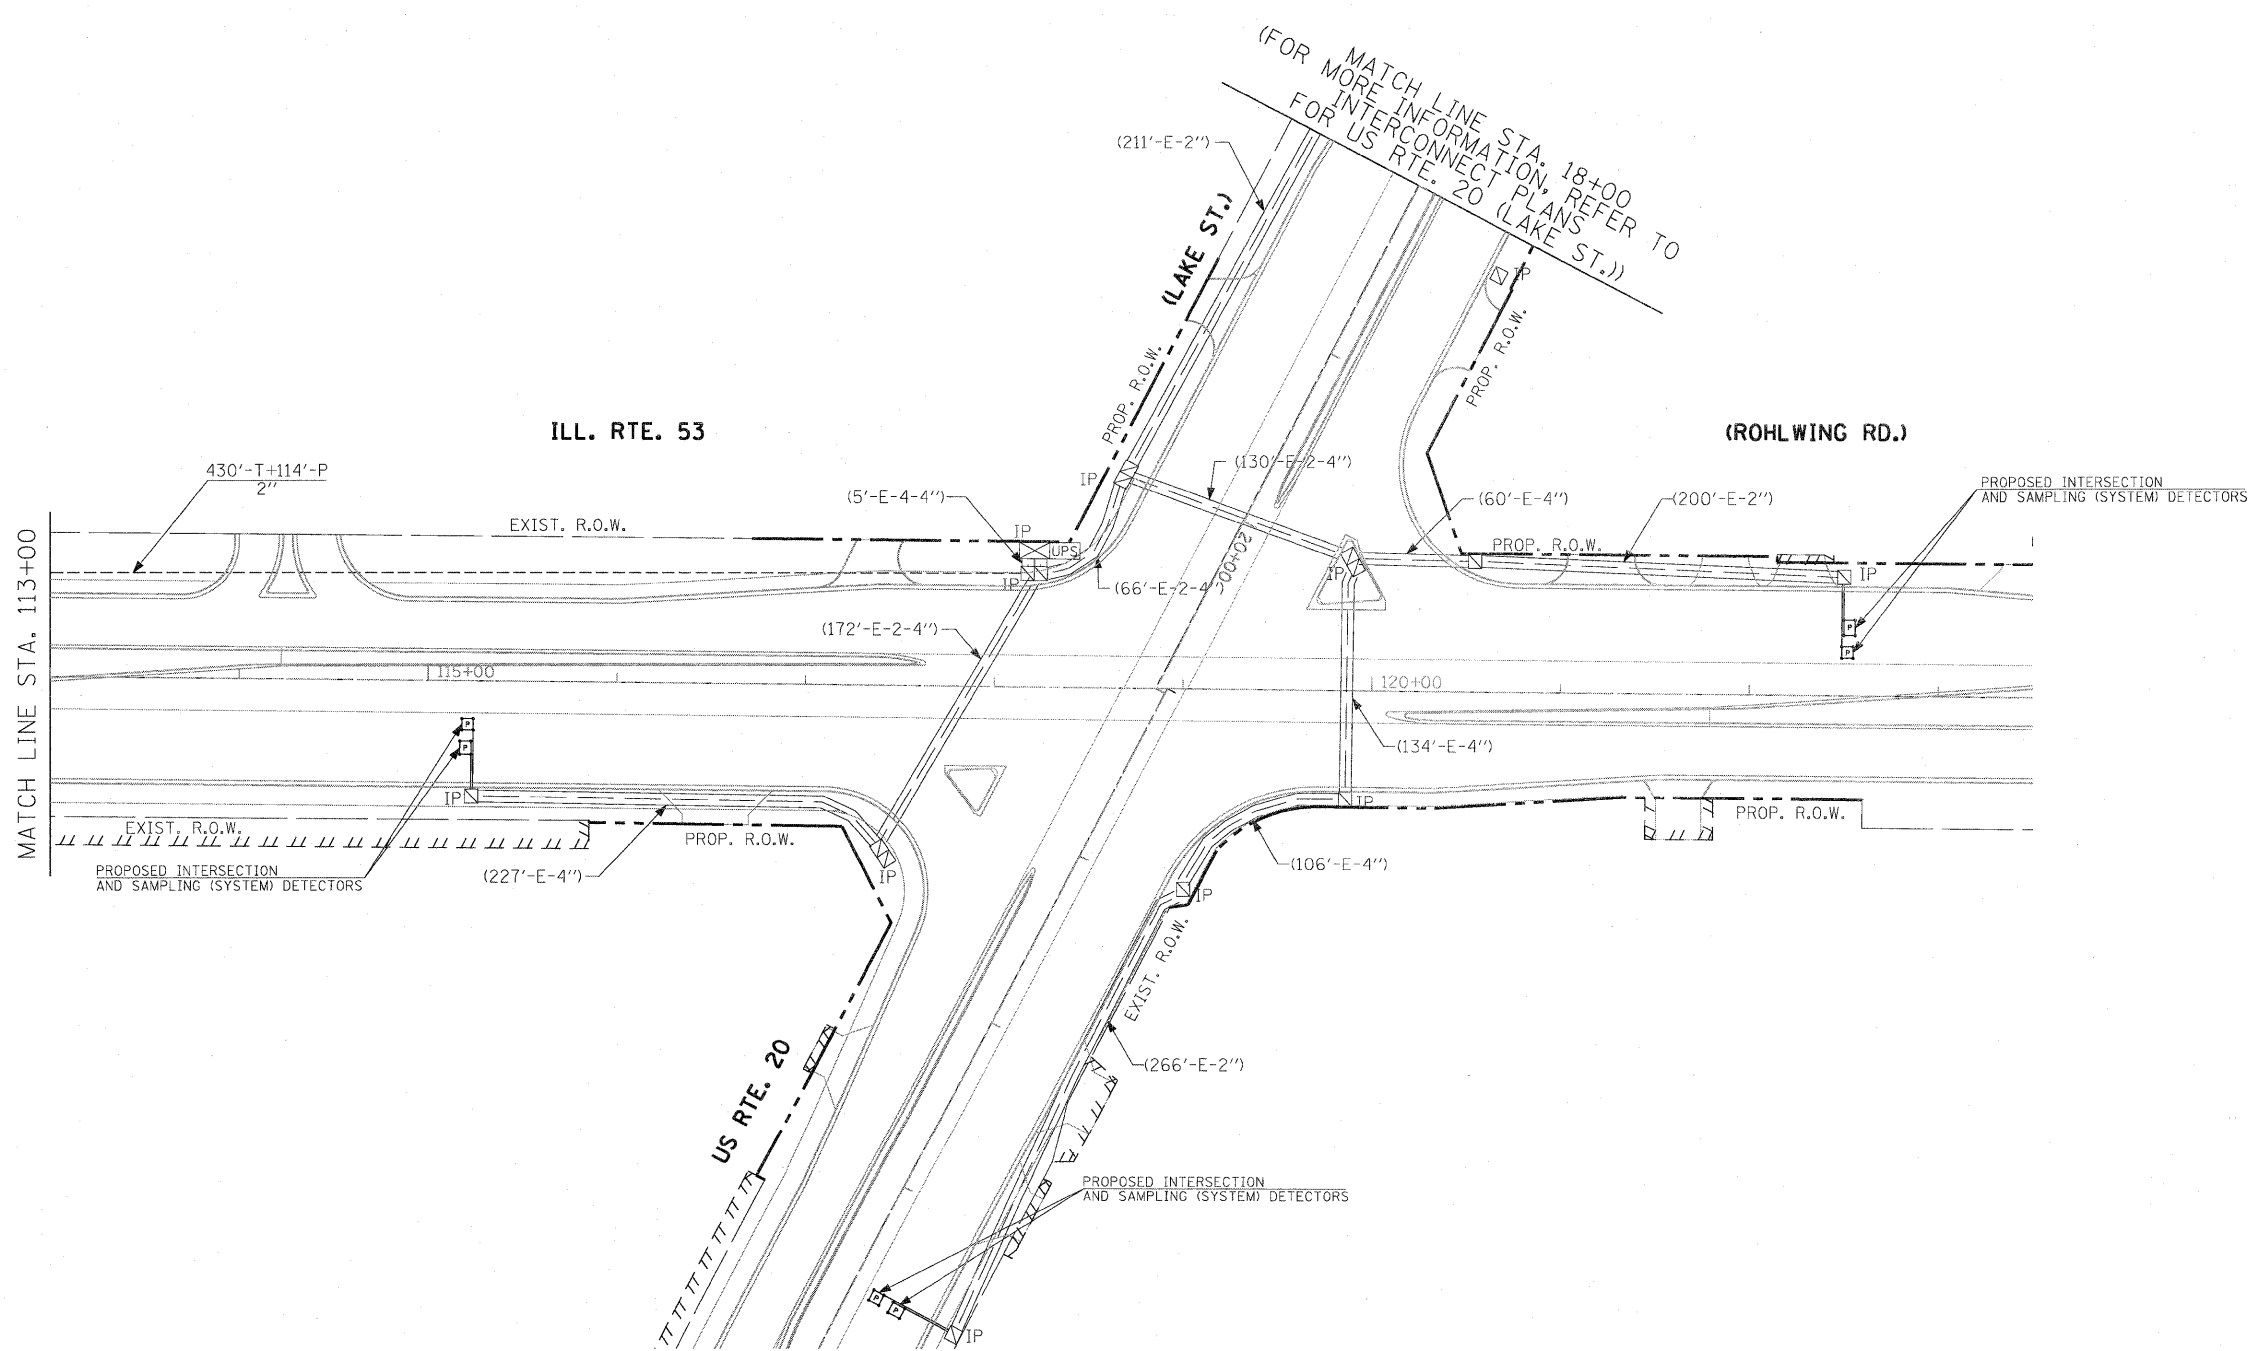 (FOR MATCH LINE STA. 18+00
MORE INFORMATION, REFER TO
INTERCONNECT PLANS
FOR US RTE. 20 (LAKE ST.))
(211'-E-2")
(LAKE ST.)
IP
PROP. R.O.W.
PROP. R.O.W.
ILL. RTE. 53
(ROHLWING RD.)
430'-T+114'-P
2"
(130'-E-2-4")
IP
(5'-E-4-4")
(60'-E-4")
(200'-E-2")
PROPOSED INTERSECTION
AND SAMPLING (SYSTEM) DETECTORS
EXIST. R.O.W.
IP
UPS
PROP. R.O.W.
20+00
IP
IP
IP
(66'-E-2-4")
P
P
MATCH LINE STA. 113+00
(172'-E-2-4")
115+00
120+00
P
P
(134'-E-4")
IP
IP
EXIST. R.O.W.
PROP. R.O.W.
PROP. R.O.W.
PROPOSED INTERSECTION
AND SAMPLING (SYSTEM) DETECTORS
(227'-E-4")
IP
(106'-E-4")
IP
EXIST. R.O.W.
(266'-E-2")
US RTE. 20
PROPOSED INTERSECTION
AND SAMPLING (SYSTEM) DETECTORS
P
P
IP